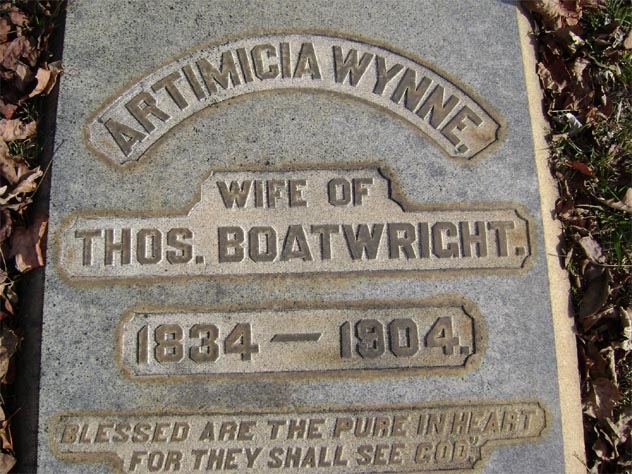 ARTIMICIA WYNNE,
WIFE OF
THOS. BOATWRIGHT.
1834 — 1904.
"BLESSED ARE THE PURE IN HEART
FOR THEY SHALL SEE GOD."